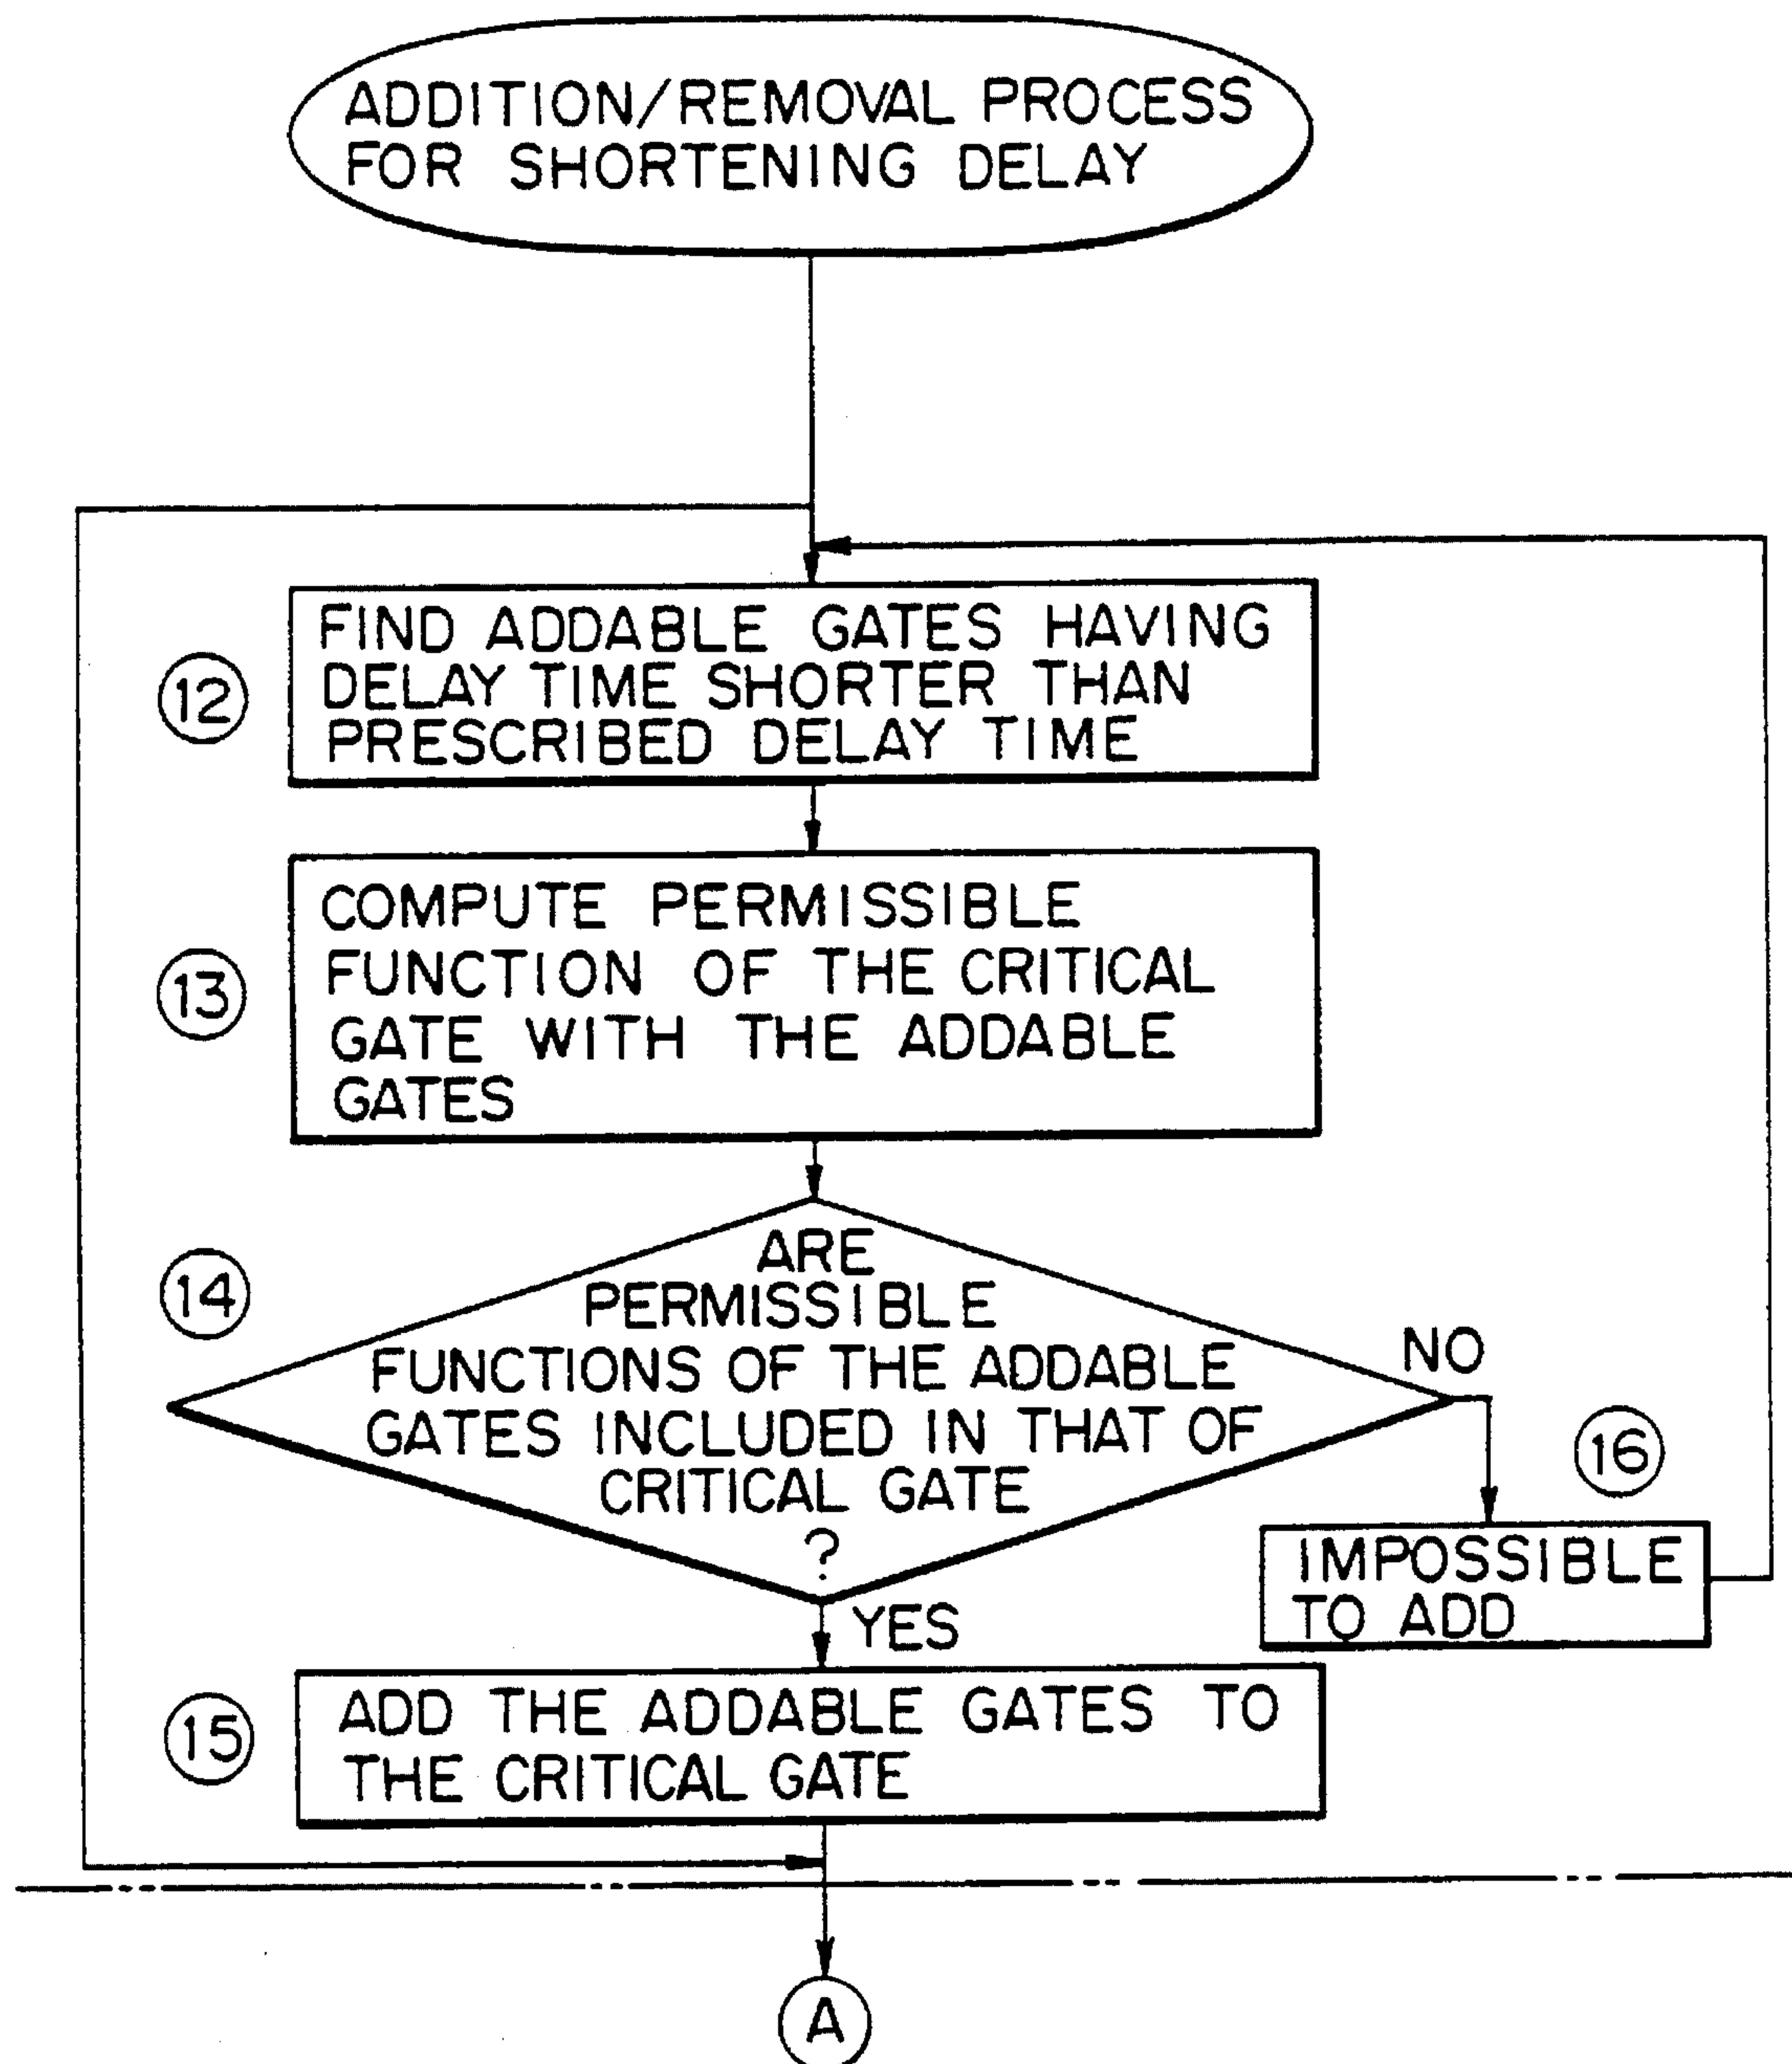 ADDITION/REMOVAL PROCESS
FOR SHORTENING DELAY
12
FIND ADDABLE GATES HAVING
DELAY TIME SHORTER THAN
PRESCRIBED DELAY TIME
13
COMPUTE PERMISSIBLE
FUNCTION OF THE CRITICAL
GATE WITH THE ADDABLE
GATES
14
ARE
PERMISSIBLE
FUNCTIONS OF THE ADDABLE
GATES INCLUDED IN THAT OF
CRITICAL GATE
?
NO
16
IMPOSSIBLE
TO ADD
YES
15
ADD THE ADDABLE GATES TO
THE CRITICAL GATE
A